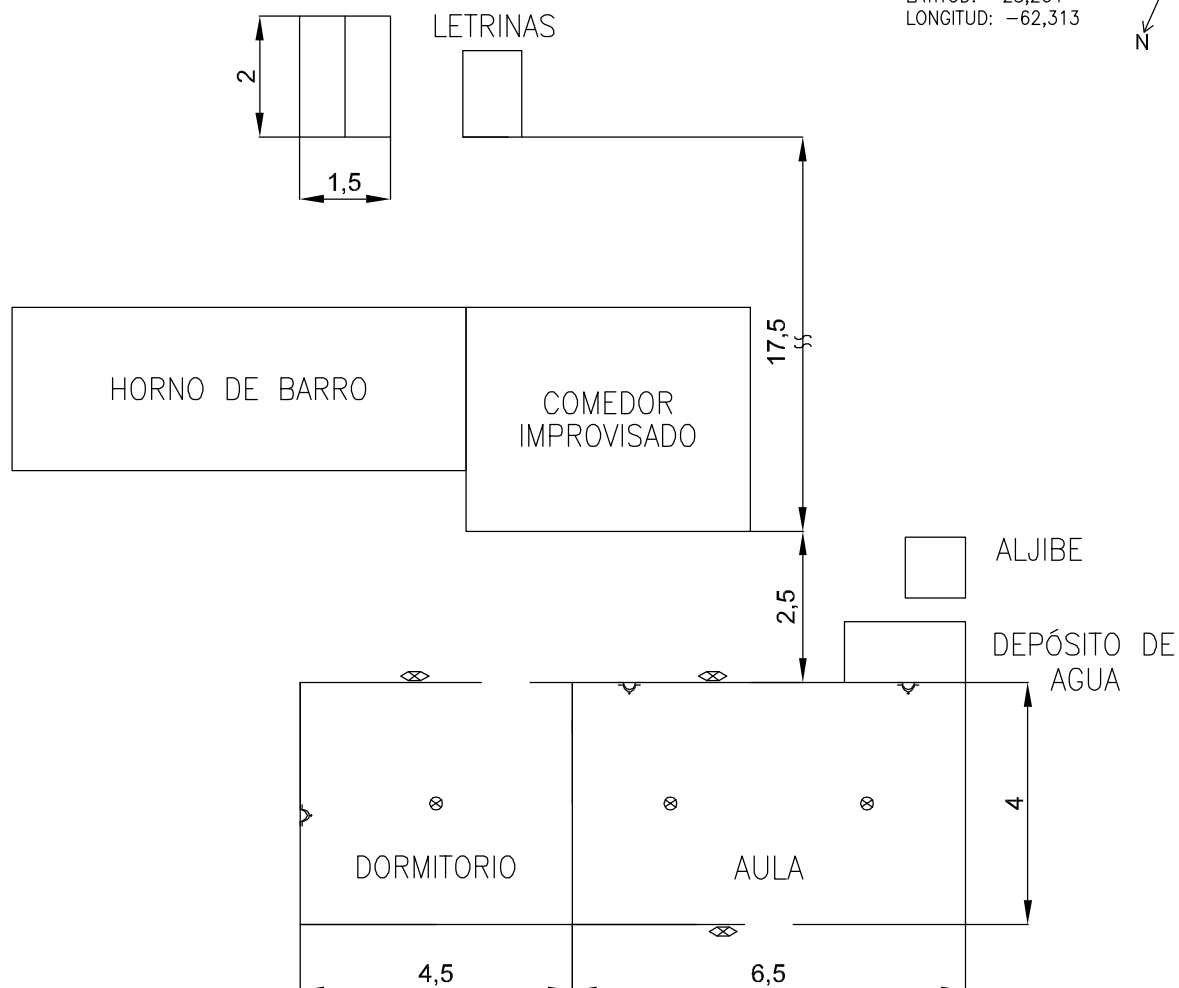 LONGITUD: −62,313
N
LETRINAS
2
1,5
17,5
HORNO DE BARRO
COMEDOR
IMPROVISADO
ALJIBE
2,5
DEPÓSITO DE
AGUA
4
DORMITORIO
AULA
4,5
6,5